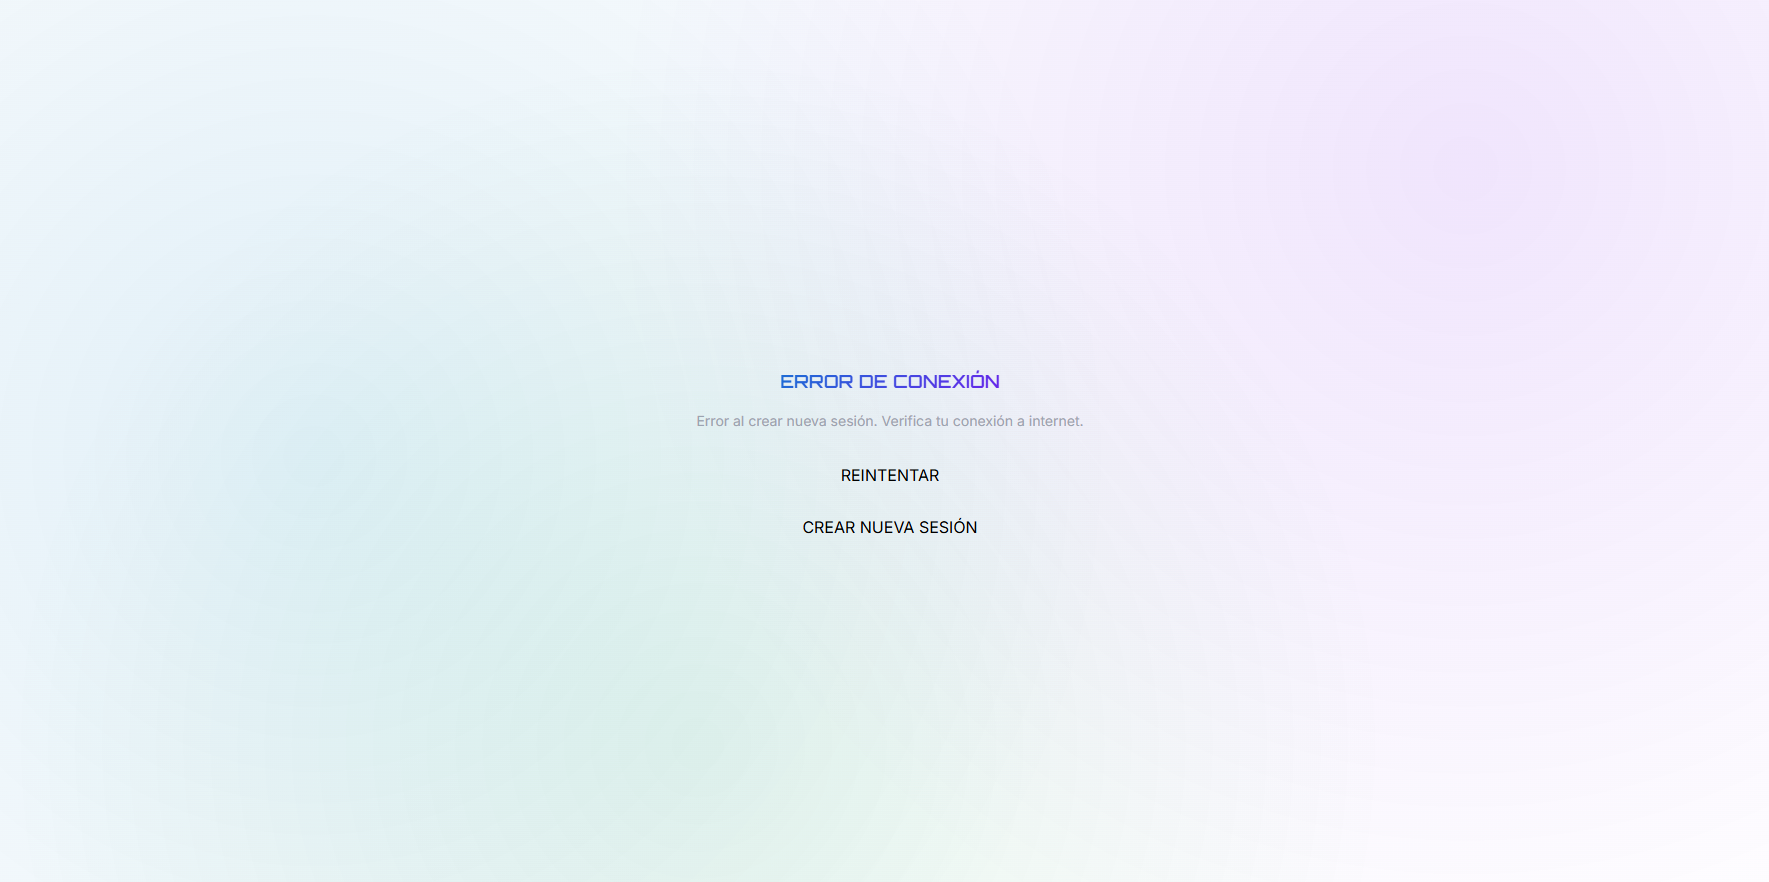 ERROR DE CONEXIÓN
Error al crear nueva sesión. Verifica tu conexión a internet.
REINTENTAR
CREAR NUEVA SESIÓN